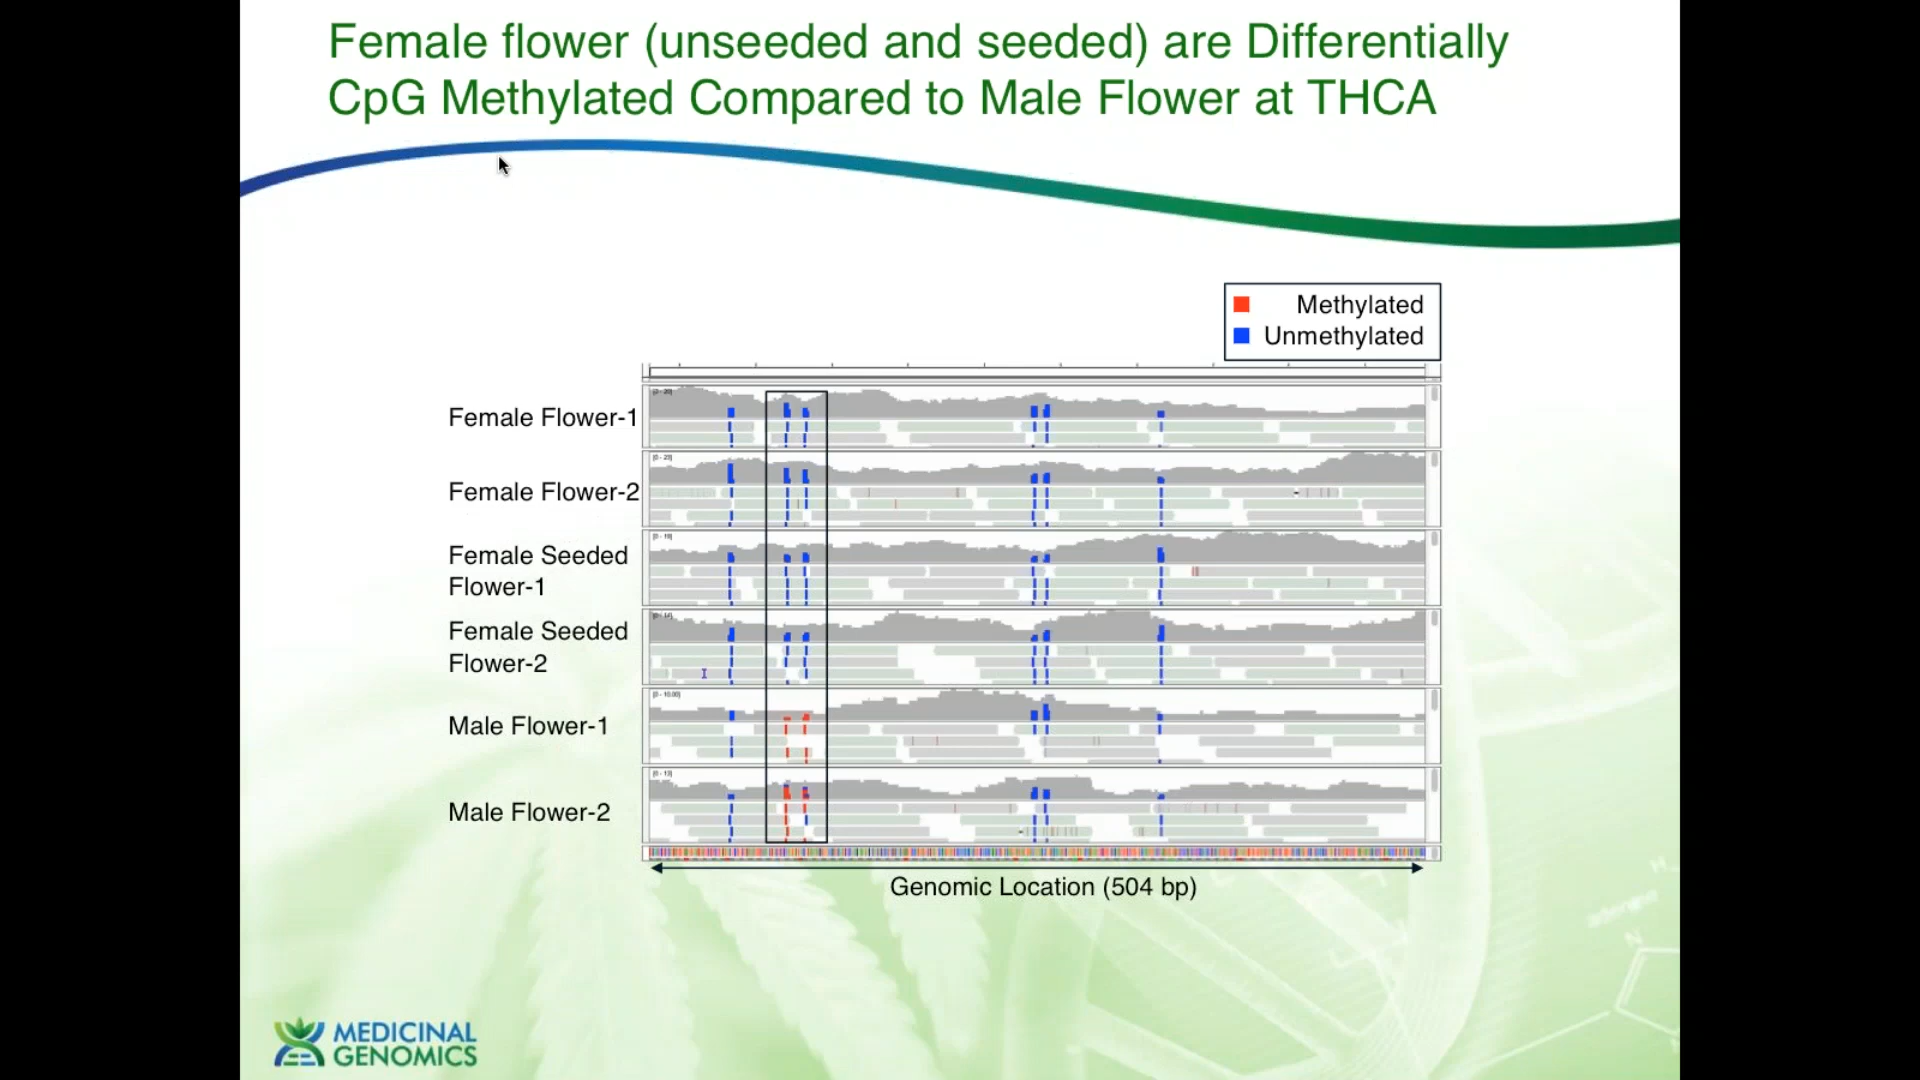 Female flower (unseeded and seeded) are Differentially
CpG Methylated Compared to Male Flower at THCA
Methylated
Unmethylated
Female Flower-1
Female Flower-2
Female Seeded
Flower-1
Female Seeded
Flower-2
Male Flower-1
Male Flower-2
Genomic Location (504 bp)
MEDICINAL
GENOMICS